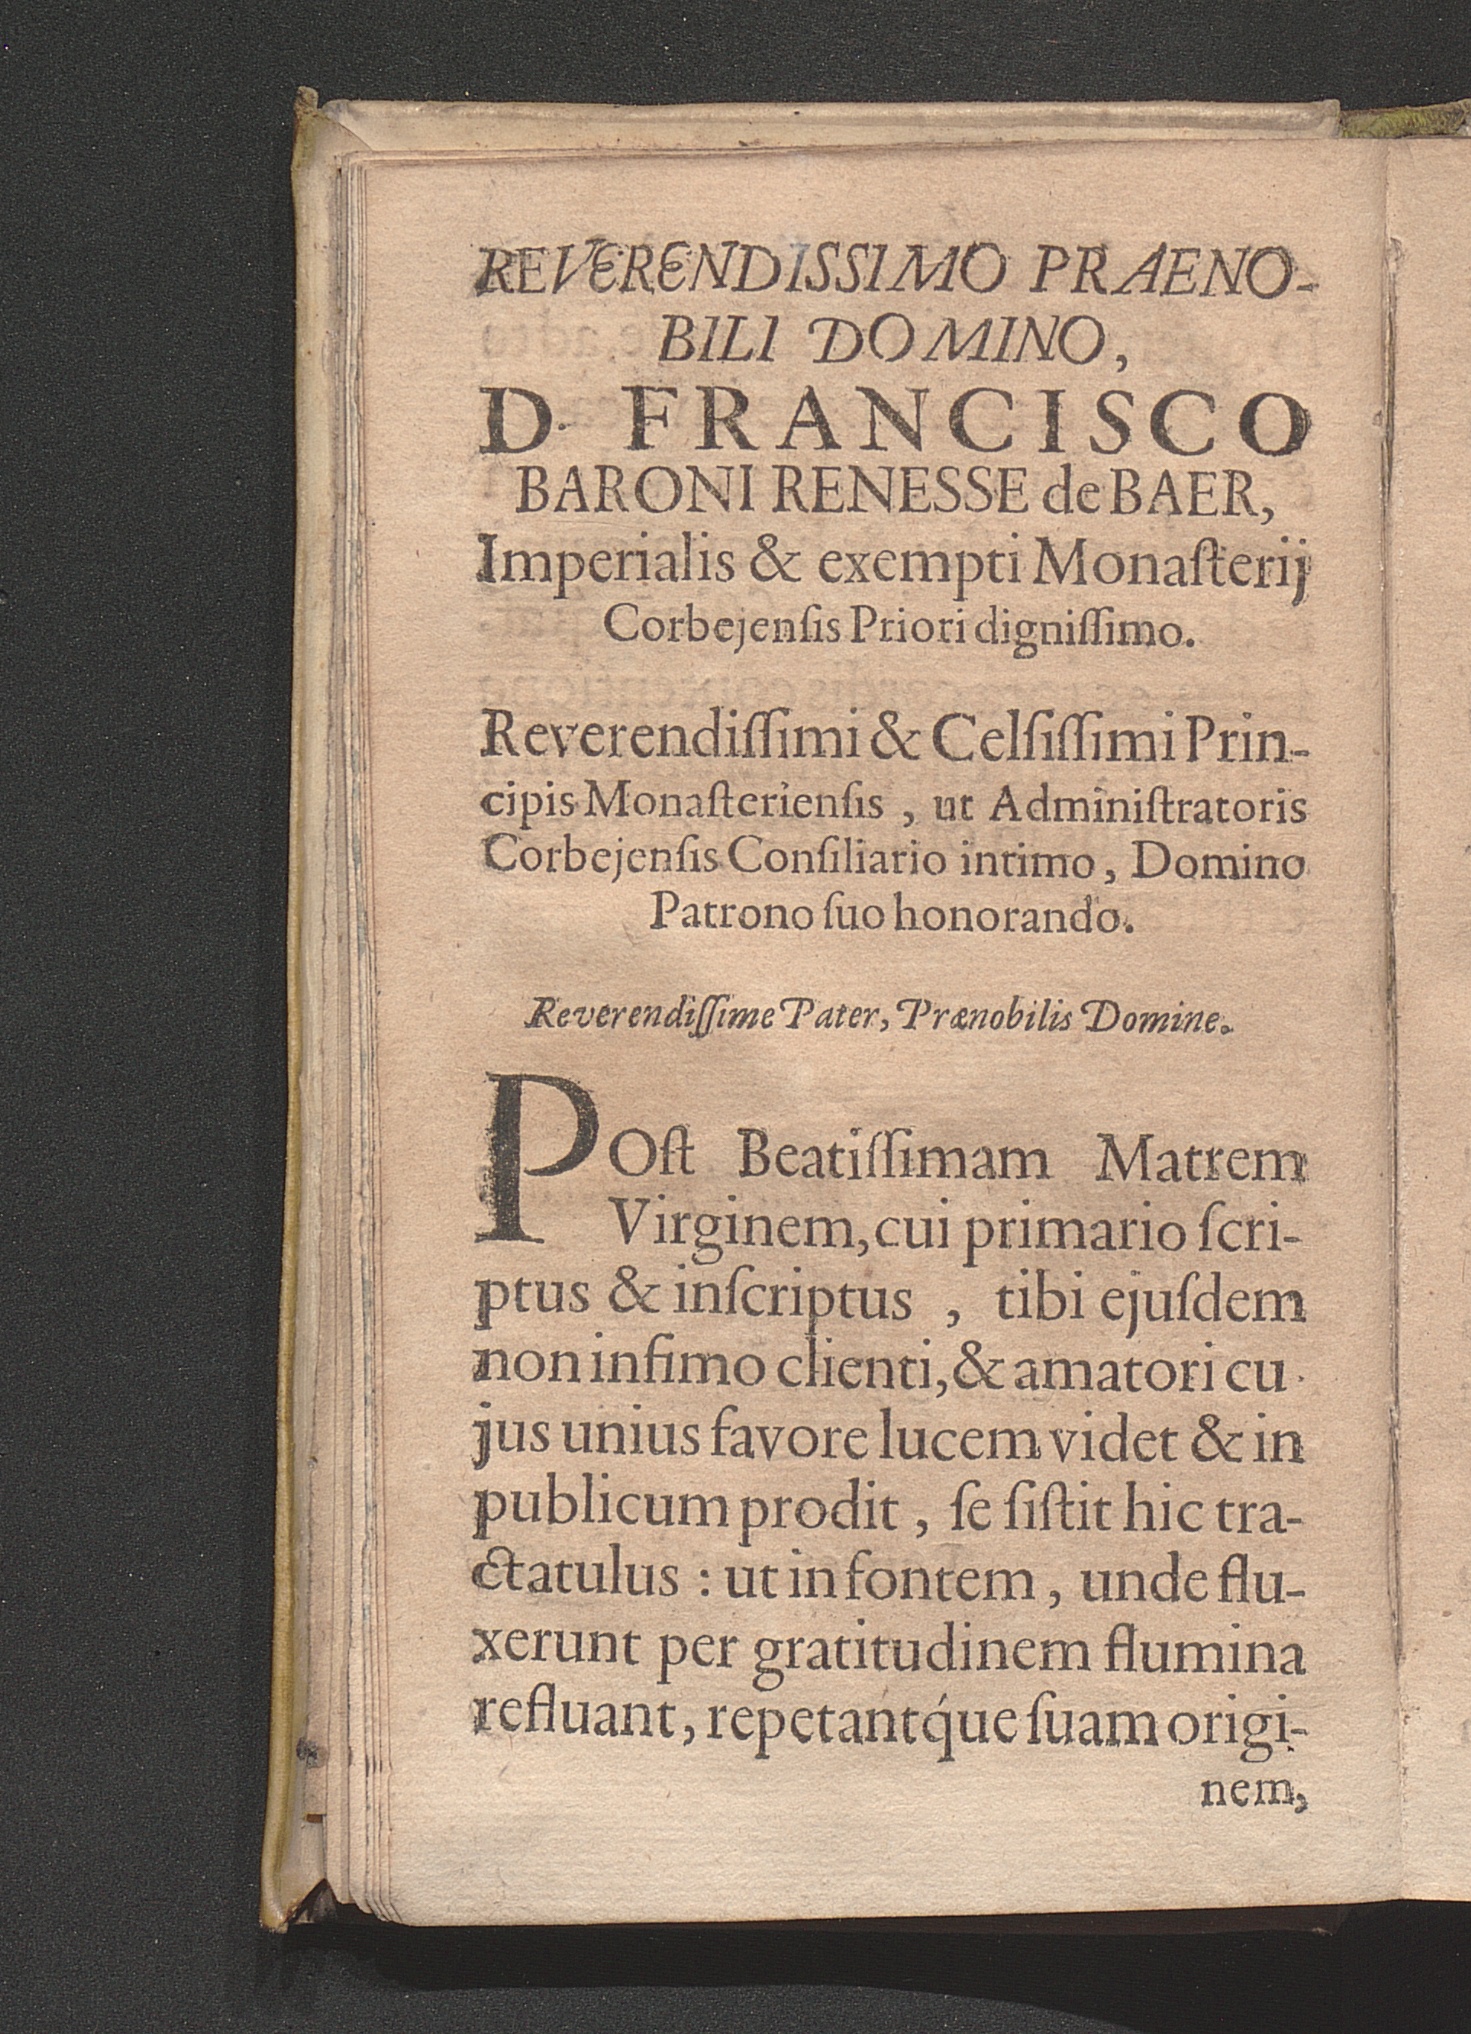 REVERENDISSIMO PRAENO-
BILI DOMINO,
D. FRANCISCO
BARONI RENESSE de BAER,
Imperialis & exempti Monaſterij
Corbejenſis Priori digniſſimo.
Reverendiſſimi & Celſiſſimi Prin-
cipis Monaſterienſis, ut Adminiſtratoris
Corbejenſis Conſiliario intimo, Domino
Patrono ſuo honorando.
Reverendiſſime Pater, Prænobilis Domine.
POſt Beatiſſimam Matrem
Virginem, cui primario ſcri-
ptus & inſcriptus, tibi ejuſdem
non infimo clienti, & amatori cu-
jus unius favore lucem videt & in
publicum prodit, ſe ſiſtit hic tra-
ctatulus: ut in fontem, unde flu-
xerunt per gratitudinem flumina
refluant, repetantq́ue ſuam origi-
nem,